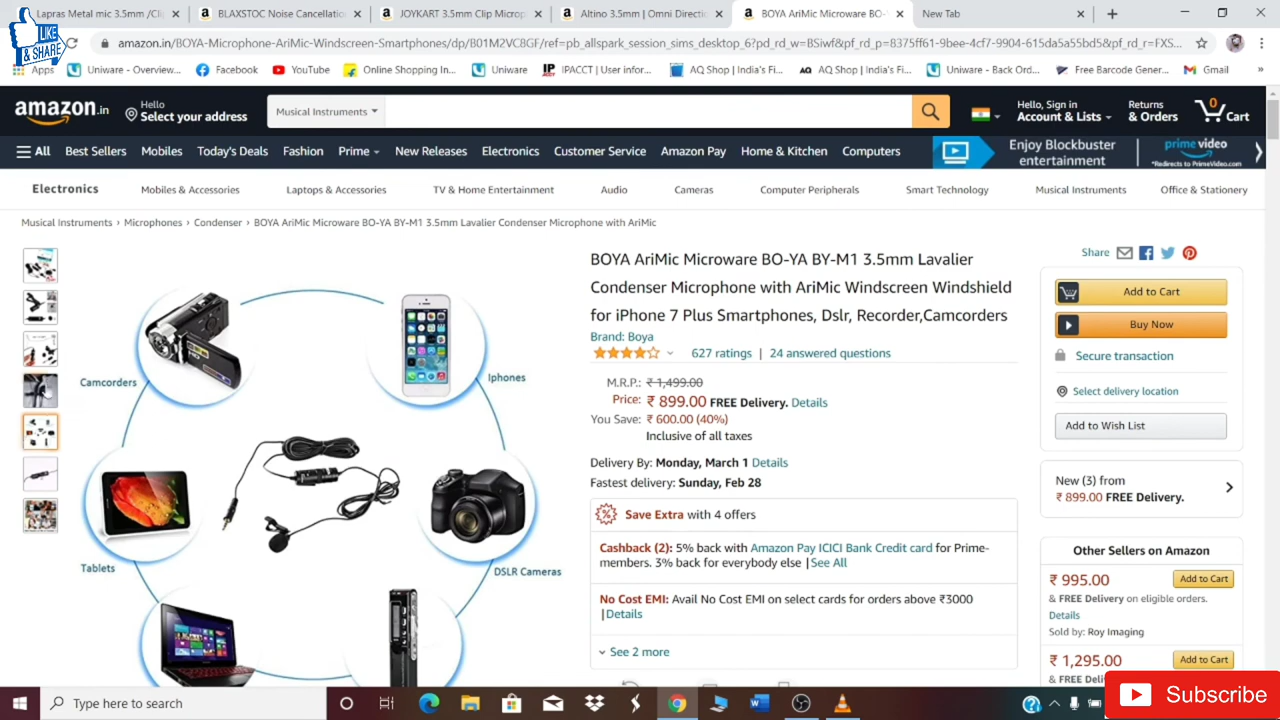 LIKE
& SHARE
Lapras Metal mic 3.5mm /Cli
BLAXSTOC Noise Cancellatio
JOYKART 3.5mm Clip Microp
Altino 3.5mm | Omni Directio
BOYA AriMic Microware BO-Y
New Tab
amazon.in/BOYA-Microphone-AriMic-Windscreen-Smartphones/dp/B01M2VC8GF/ref=pb_allspark_session_sims_desktop_6?pd_rd_w=BSiwf&pf_rd_p=8375ff61-9bee-4cf7-9904-615da5a55bd5&pf_rd_r=FXS...
Apps
Uniware - Overview...
Facebook
YouTube
Online Shopping In...
Uniware
IPACCT | User infor...
AQ Shop | India's Fi...
AQ Shop | India's Fi...
Uniware - Back Ord...
Free Barcode Gener...
Gmail
»
amazon.in
Hello
Select your address
Musical Instruments
Hello, Sign in
Account & Lists
Returns
& Orders
0
Cart
All
Best Sellers
Mobiles
Today's Deals
Fashion
Prime
New Releases
Electronics
Customer Service
Amazon Pay
Home & Kitchen
Computers
Enjoy Blockbuster
entertainment
prime video
*Redirects to PrimeVideo.com
Electronics
Mobiles & Accessories
Laptops & Accessories
TV & Home Entertainment
Audio
Cameras
Computer Peripherals
Smart Technology
Musical Instruments
Office & Stationery
Musical Instruments › Microphones › Condenser › BOYA AriMic Microware BO-YA BY-M1 3.5mm Lavalier Condenser Microphone with AriMic
Camcorders
Iphones
Tablets
DSLR Cameras
BOYA AriMic Microware BO-YA BY-M1 3.5mm Lavalier
Condenser Microphone with AriMic Windscreen Windshield
for iPhone 7 Plus Smartphones, Dslr, Recorder,Camcorders
Brand: Boya
627 ratings | 24 answered questions
M.R.P.: ₹ 1,499.00
Price: ₹ 899.00 FREE Delivery. Details
You Save: ₹ 600.00 (40%)
Inclusive of all taxes
Delivery By: Monday, March 1 Details
Fastest delivery: Sunday, Feb 28
Save Extra with 4 offers
Cashback (2): 5% back with Amazon Pay ICICI Bank Credit card for Prime-
members. 3% back for everybody else |See All
No Cost EMI: Avail No Cost EMI on select cards for orders above ₹3000
|Details
See 2 more
Share
Add to Cart
Buy Now
Secure transaction
Select delivery location
Add to Wish List
New (3) from
₹ 899.00 FREE Delivery.
Other Sellers on Amazon
₹ 995.00
Add to Cart
& FREE Delivery on eligible orders.
Details
Sold by: Roy Imaging
₹ 1,295.00
Add to Cart
Subscribe
Type here to search